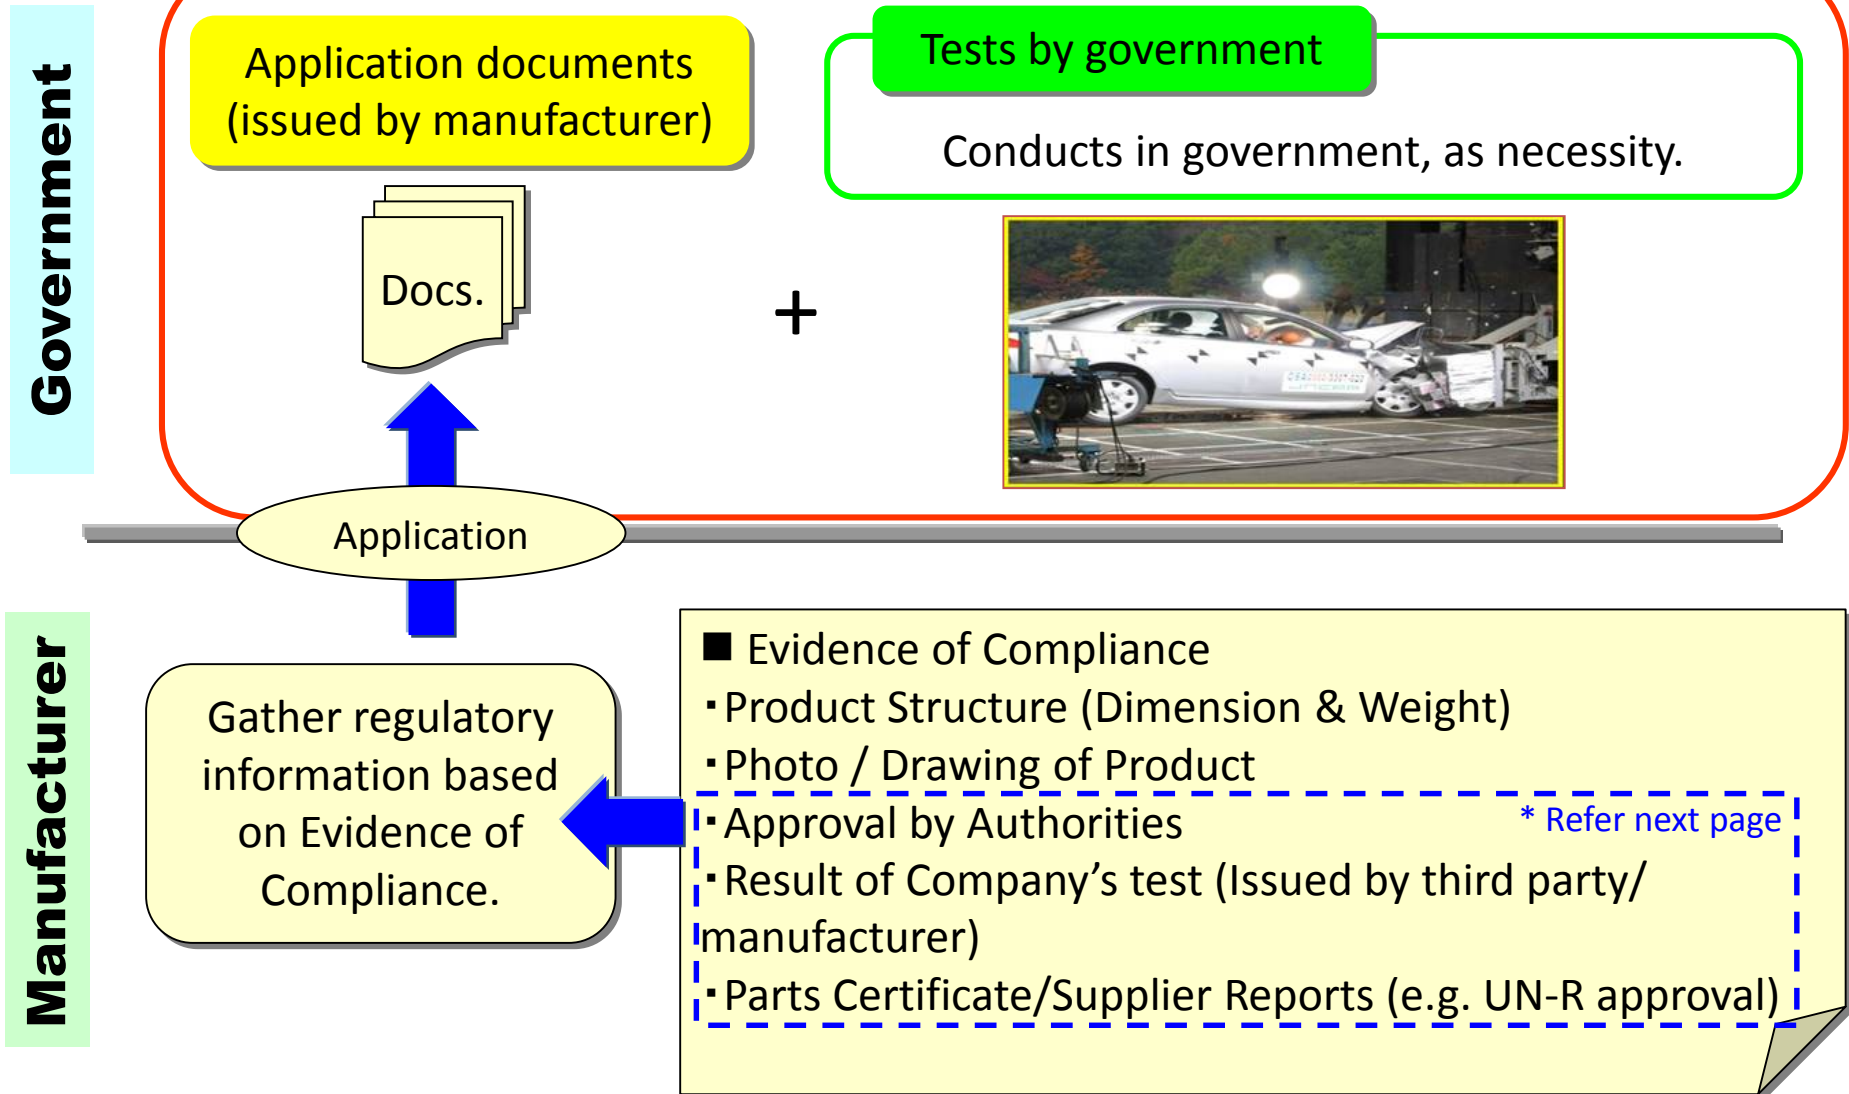 Government
Application documents
(issued by manufacturer)
Tests by government
Conducts in government, as necessity.
Docs.
+
Application
Manufacturer
Gather regulatory
information based
on Evidence of
Compliance.
■ Evidence of Compliance
・Product Structure (Dimension & Weight)
・Photo / Drawing of Product
・Approval by Authorities
* Refer next page
・Result of Company’s test (Issued by third party/
manufacturer)
・Parts Certificate/Supplier Reports (e.g. UN-R approval)